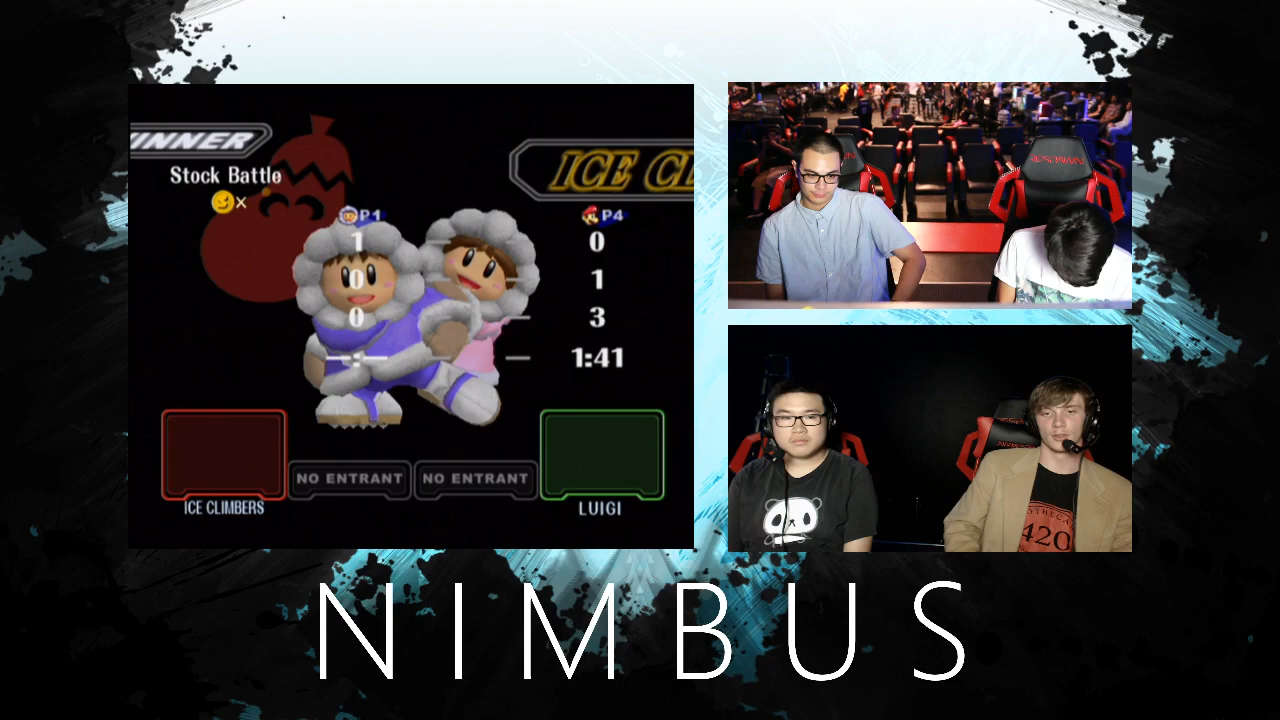 INNER
ICE CL
Stock Battle
×
P1 P4
1 0
0 1
0 3
1:41
NO ENTRANT NO ENTRANT
ICE CLIMBERS LUIGI
420
NIMBUS